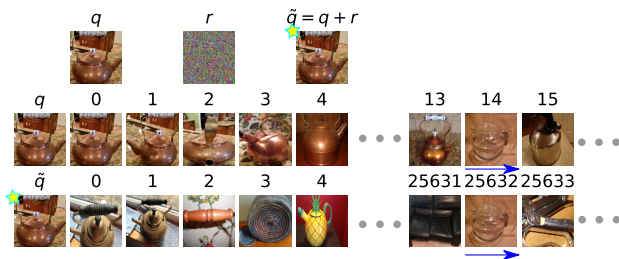 q r q̃ = q + r
q 0 1 2 3 4 13 14 15
q̃ 0 1 2 3 4 25631 25632 25633